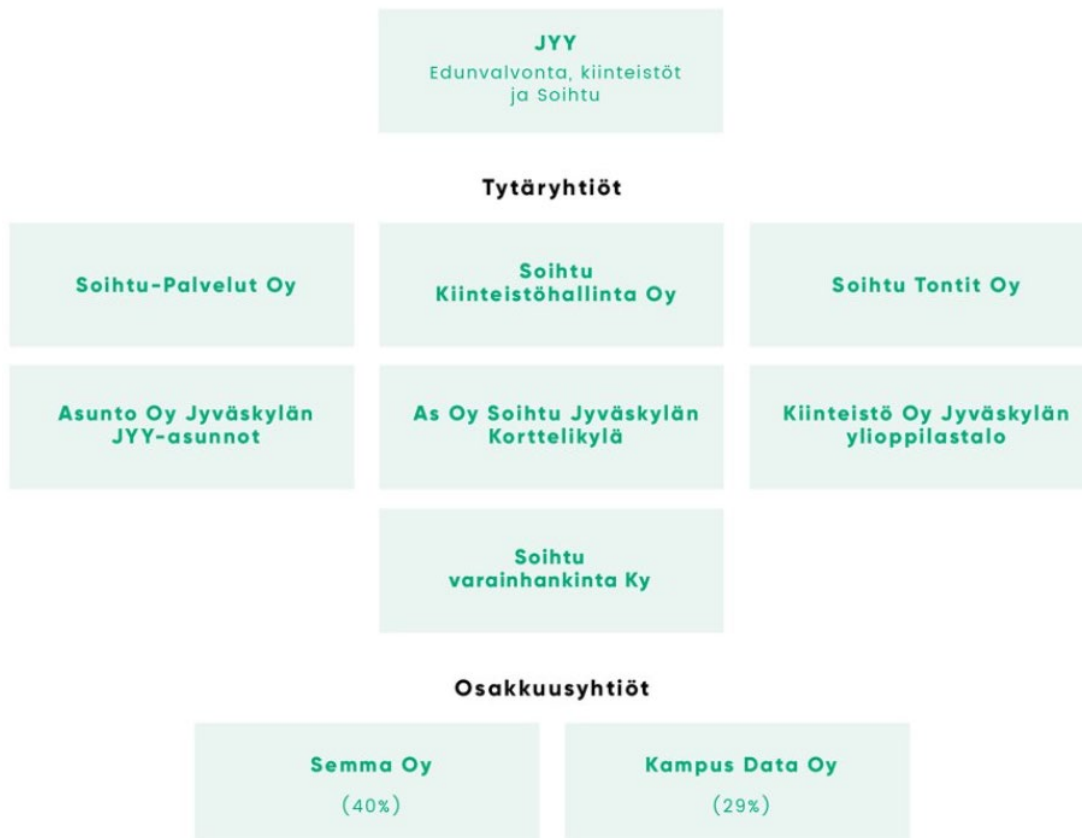 JYY
Edunvalvonta, kiinteistöt
ja Soihtu
Tytäryhtiöt
Soihtu-Palvelut Oy
Soihtu
Kiinteistöhallinta Oy
Soihtu Tontit Oy
Asunto Oy Jyväskylän
JYY-asunnot
As Oy Soihtu Jyväskylän
Korttelikylä
Kiinteistö Oy Jyväskylän
ylioppilastalo
Soihtu
varainhankinta Ky
Osakkuusyhtiöt
Semma Oy
(40%)
Kampus Data Oy
(29%)